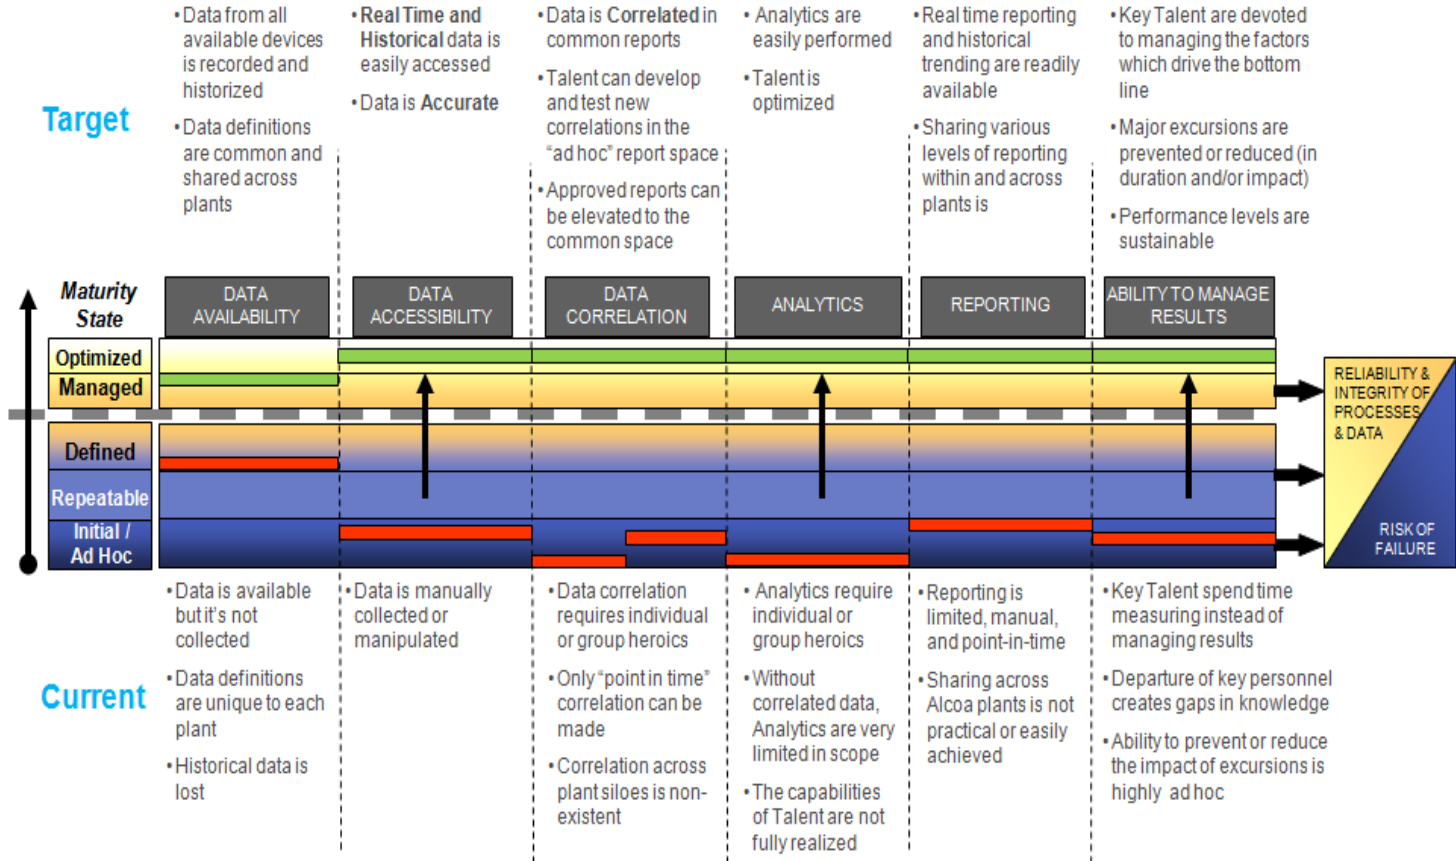 • Data from all
available devices
is recorded and
historized
• Data definitions
are common and
shared across
plants
• Real Time and
Historical data is
easily accessed
• Data is Accurate
• Data is Correlated in
common reports
• Talent can develop
and test new
correlations in the
“ad hoc” report space
• Approved reports can
be elevated to the
common space
• Analytics are
easily performed
• Talent is
optimized
• Real time reporting
and historical
trending are readily
available
• Sharing various
levels of reporting
within and across
plants is
• Key Talent are devoted
to managing the factors
which drive the bottom
line
• Major excursions are
prevented or reduced (in
duration and/or impact)
• Performance levels are
sustainable
Target
Maturity
State
DATA
AVAILABILITY
DATA
ACCESSIBILITY
DATA
CORRELATION
ANALYTICS
REPORTING
ABILITY TO MANAGE
RESULTS
Optimized
Managed
Defined
Repeatable
Initial /
Ad Hoc
RELIABILITY &
INTEGRITY OF
PROCESSES
& DATA
RISK OF
FAILURE
Current
• Data is available
but it’s not
collected
• Data definitions
are unique to each
plant
• Historical data is
lost
• Data is manually
collected or
manipulated
• Data correlation
requires individual
or group heroics
• Only “point in time”
correlation can be
made
• Correlation across
plant siloes is non-
existent
• Analytics require
individual or
group heroics
• Without
correlated data,
Analytics are very
limited in scope
• The capabilities
of Talent are not
fully realized
• Reporting is
limited, manual,
and point-in-time
• Sharing across
Alcoa plants is not
practical or easily
achieved
• Key Talent spend time
measuring instead of
managing results
• Departure of key personnel
creates gaps in knowledge
• Ability to prevent or reduce
the impact of excursions is
highly ad hoc